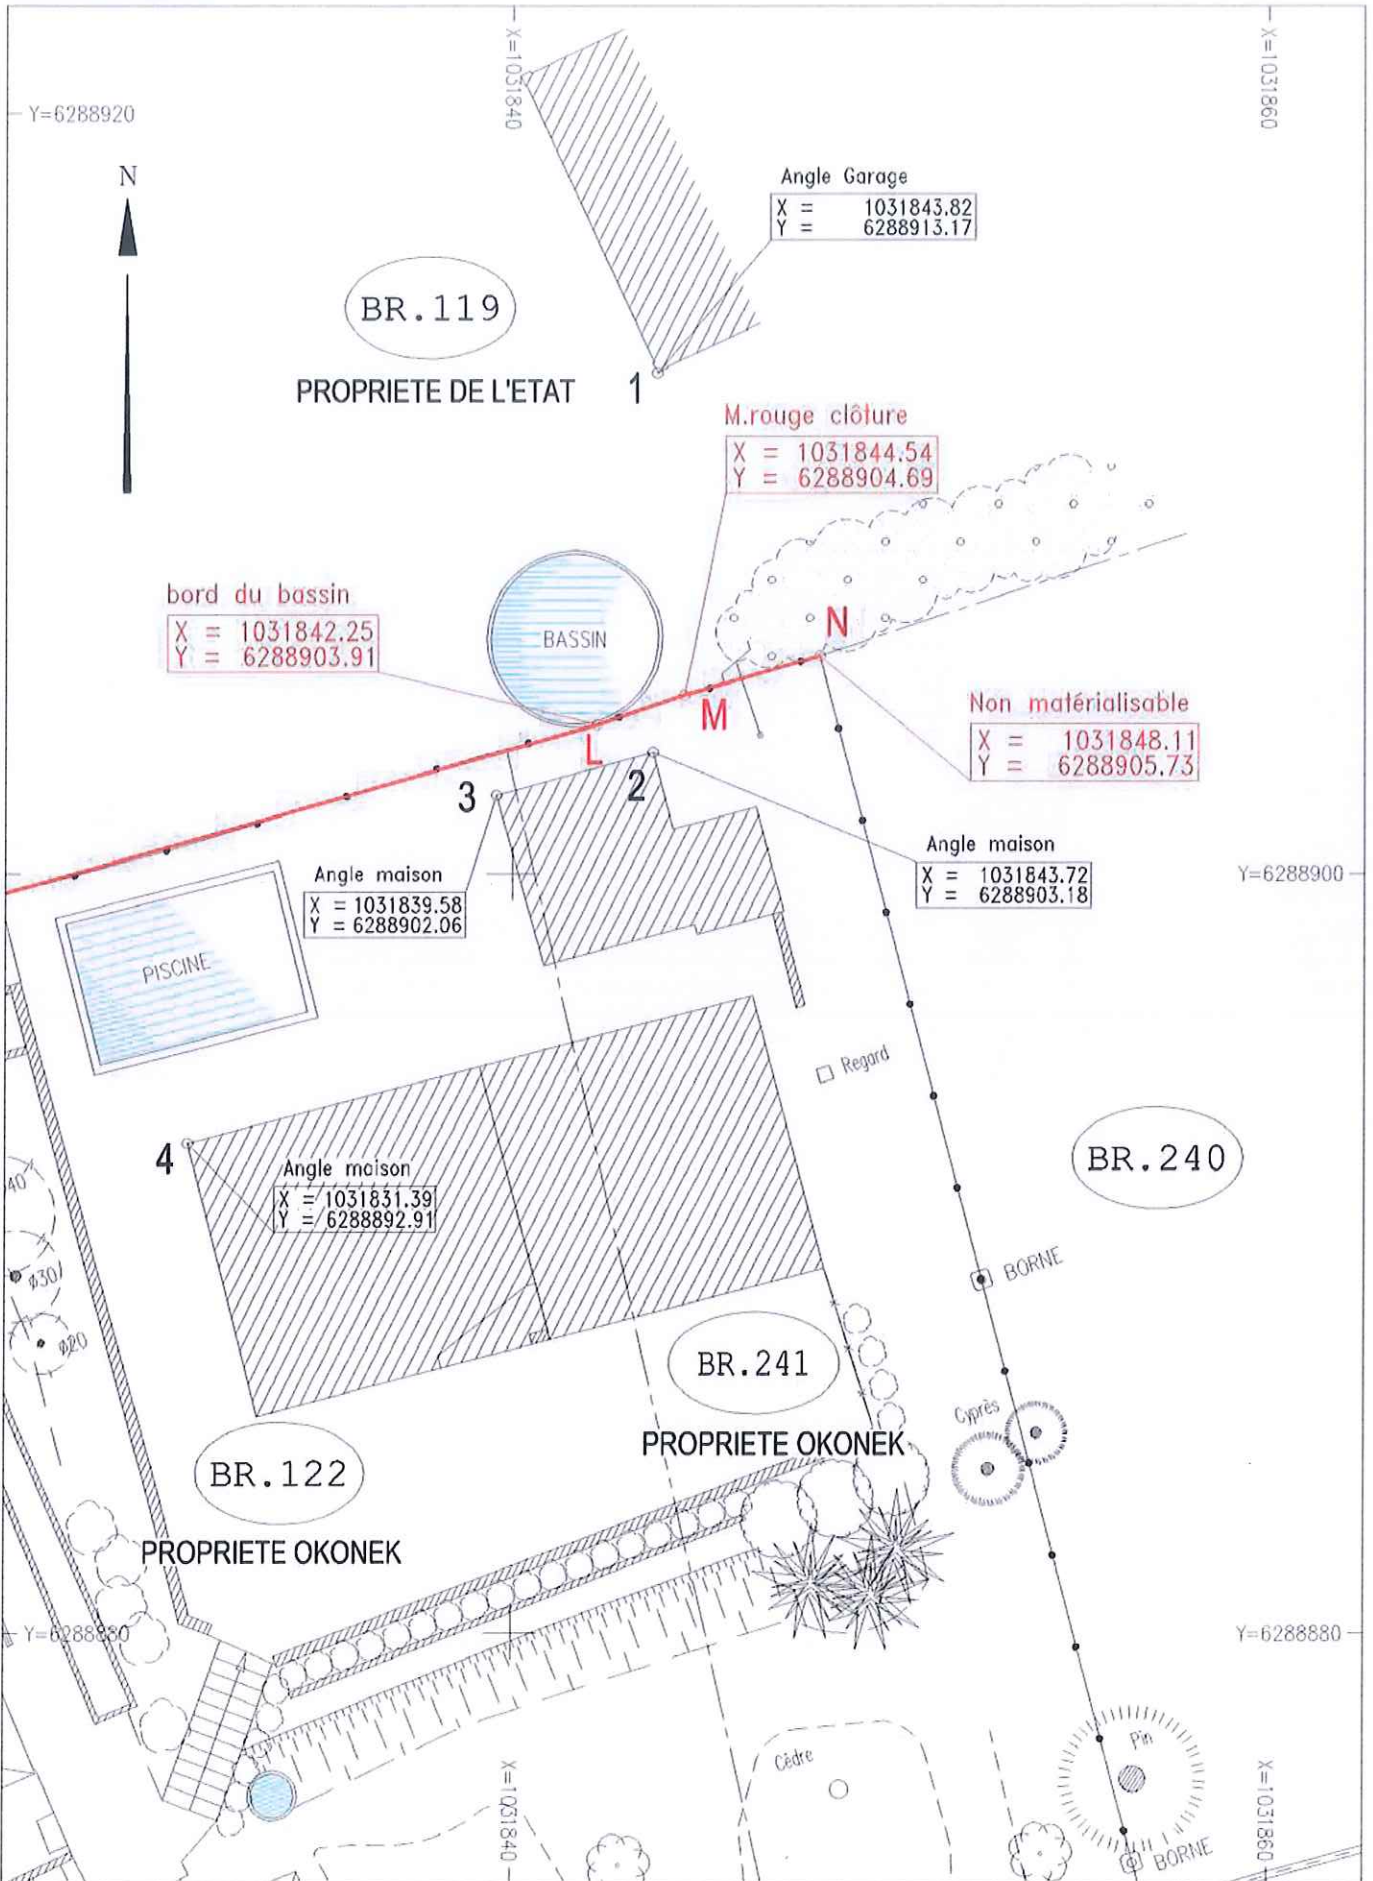 X=1031840
X=1031860
Y=6288920
N
Angle Garage
X = 1031843.82
Y = 6288913.17
BR.119
PROPRIETE DE L'ETAT
1
M.rouge clôture
X = 1031844.54
Y = 6288904.69
bord du bassin
X = 1031842.25
Y = 6288903.91
BASSIN
N
M
L
Non matérialisable
X = 1031848.11
Y = 6288905.73
3
2
Angle maison
X = 1031839.58
Y = 6288902.06
Angle maison
X = 1031843.72
Y = 6288903.18
Y=6288900
PISCINE
Regard
4
Angle maison
X = 1031831.39
Y = 6288892.91
BR.240
40
ø30
ø20
BORNE
BR.241
PROPRIETE OKONEK
Cyprès
BR.122
PROPRIETE OKONEK
Y=6288880
Y=6288880
Cèdre
Pin
X=1031840
X=1031860
BORNE